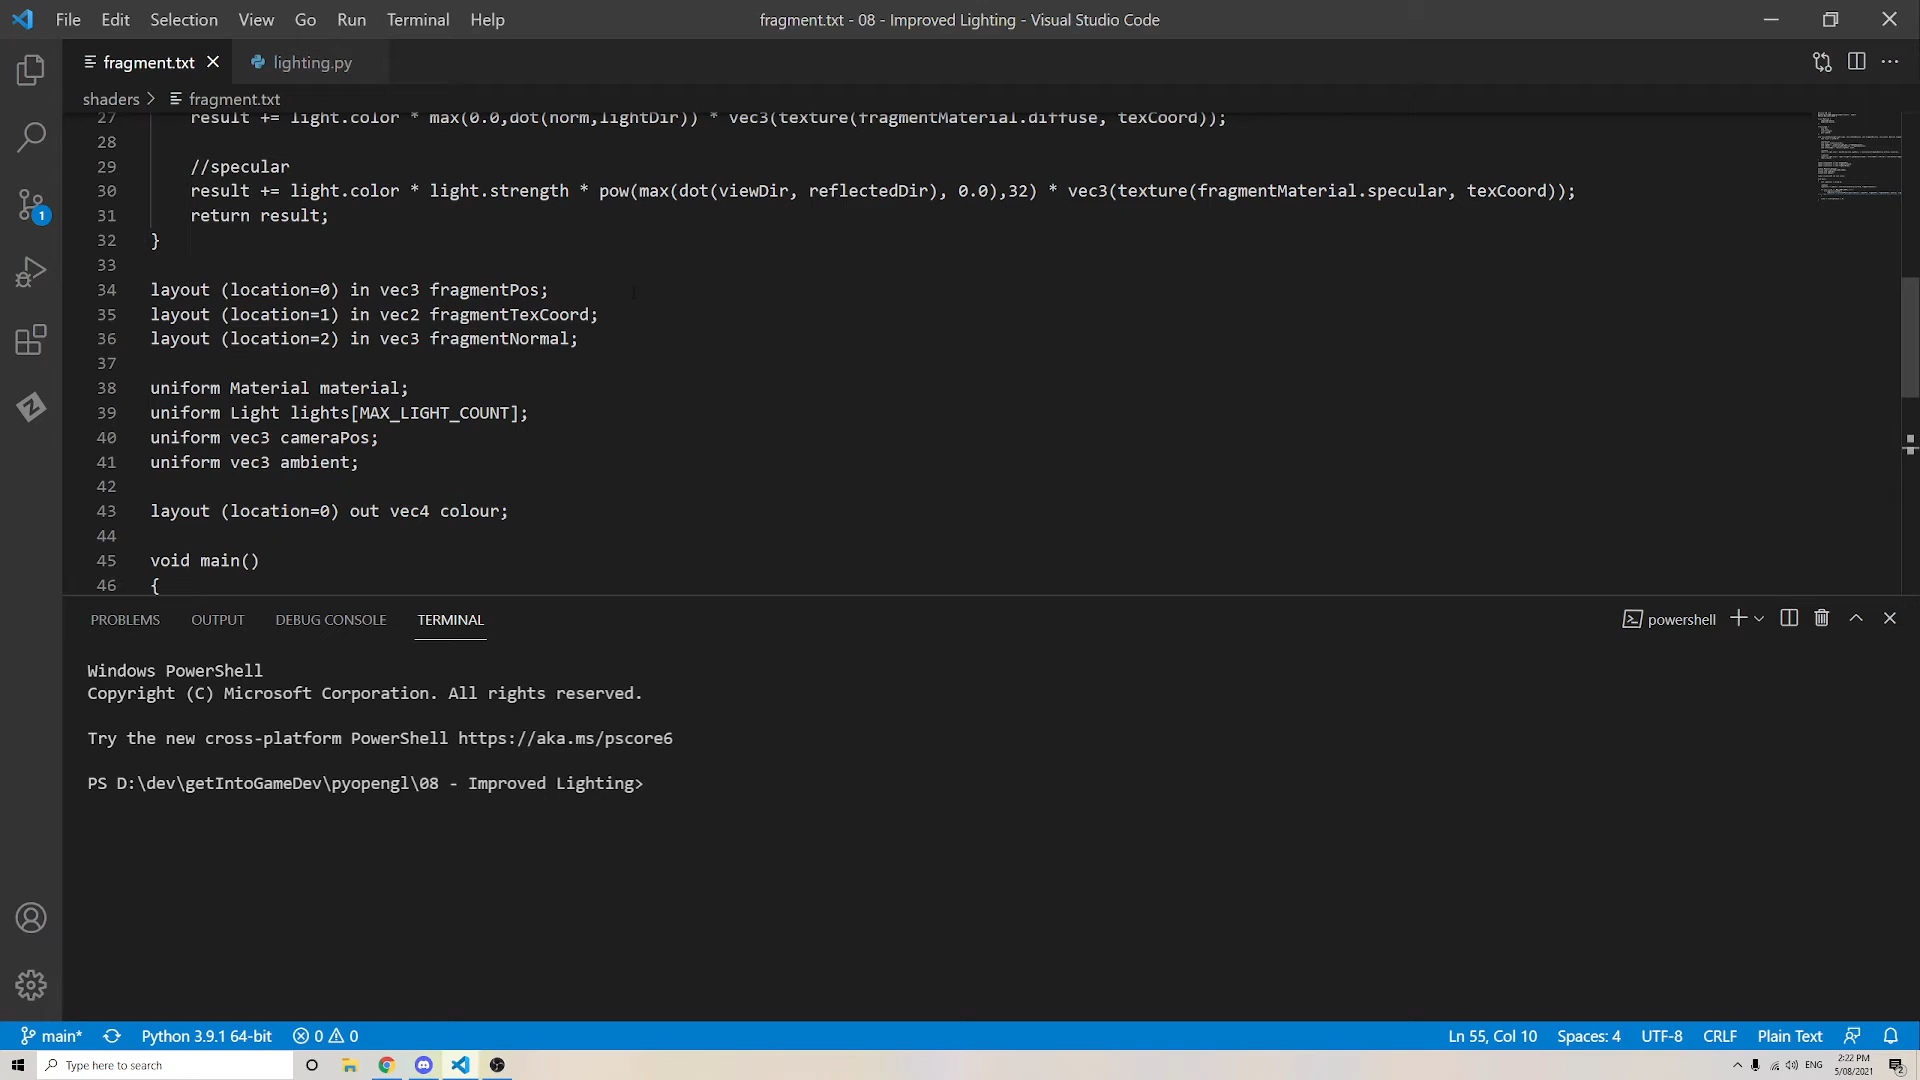 File Edit Selection View Go Run Terminal Help
fragment.txt - 08 - Improved Lighting - Visual Studio Code
fragment.txt lighting.py
shaders > fragment.txt
27 result += light.color * max(0.0,dot(norm,lightDir)) * vec3(texture(fragmentMaterial.diffuse, texCoord));
28
29 //specular
30 result += light.color * light.strength * pow(max(dot(viewDir, reflectedDir), 0.0),32) * vec3(texture(fragmentMaterial.specular, texCoord));
31 return result;
32 }
33
34 layout (location=0) in vec3 fragmentPos;
35 layout (location=1) in vec2 fragmentTexCoord;
36 layout (location=2) in vec3 fragmentNormal;
37
38 uniform Material material;
39 uniform Light lights[MAX_LIGHT_COUNT];
40 uniform vec3 cameraPos;
41 uniform vec3 ambient;
42
43 layout (location=0) out vec4 colour;
44
45 void main()
46 {
1
PROBLEMS OUTPUT DEBUG CONSOLE TERMINAL
powershell
Windows PowerShell
Copyright (C) Microsoft Corporation. All rights reserved.
Try the new cross-platform PowerShell https://aka.ms/pscore6
PS D:\dev\getIntoGameDev\pyopengl\08 - Improved Lighting>
main* Python 3.9.1 64-bit 0 0 Ln 55, Col 10 Spaces: 4 UTF-8 CRLF Plain Text
Type here to search
ENG
2:22 PM
5/08/2021
2